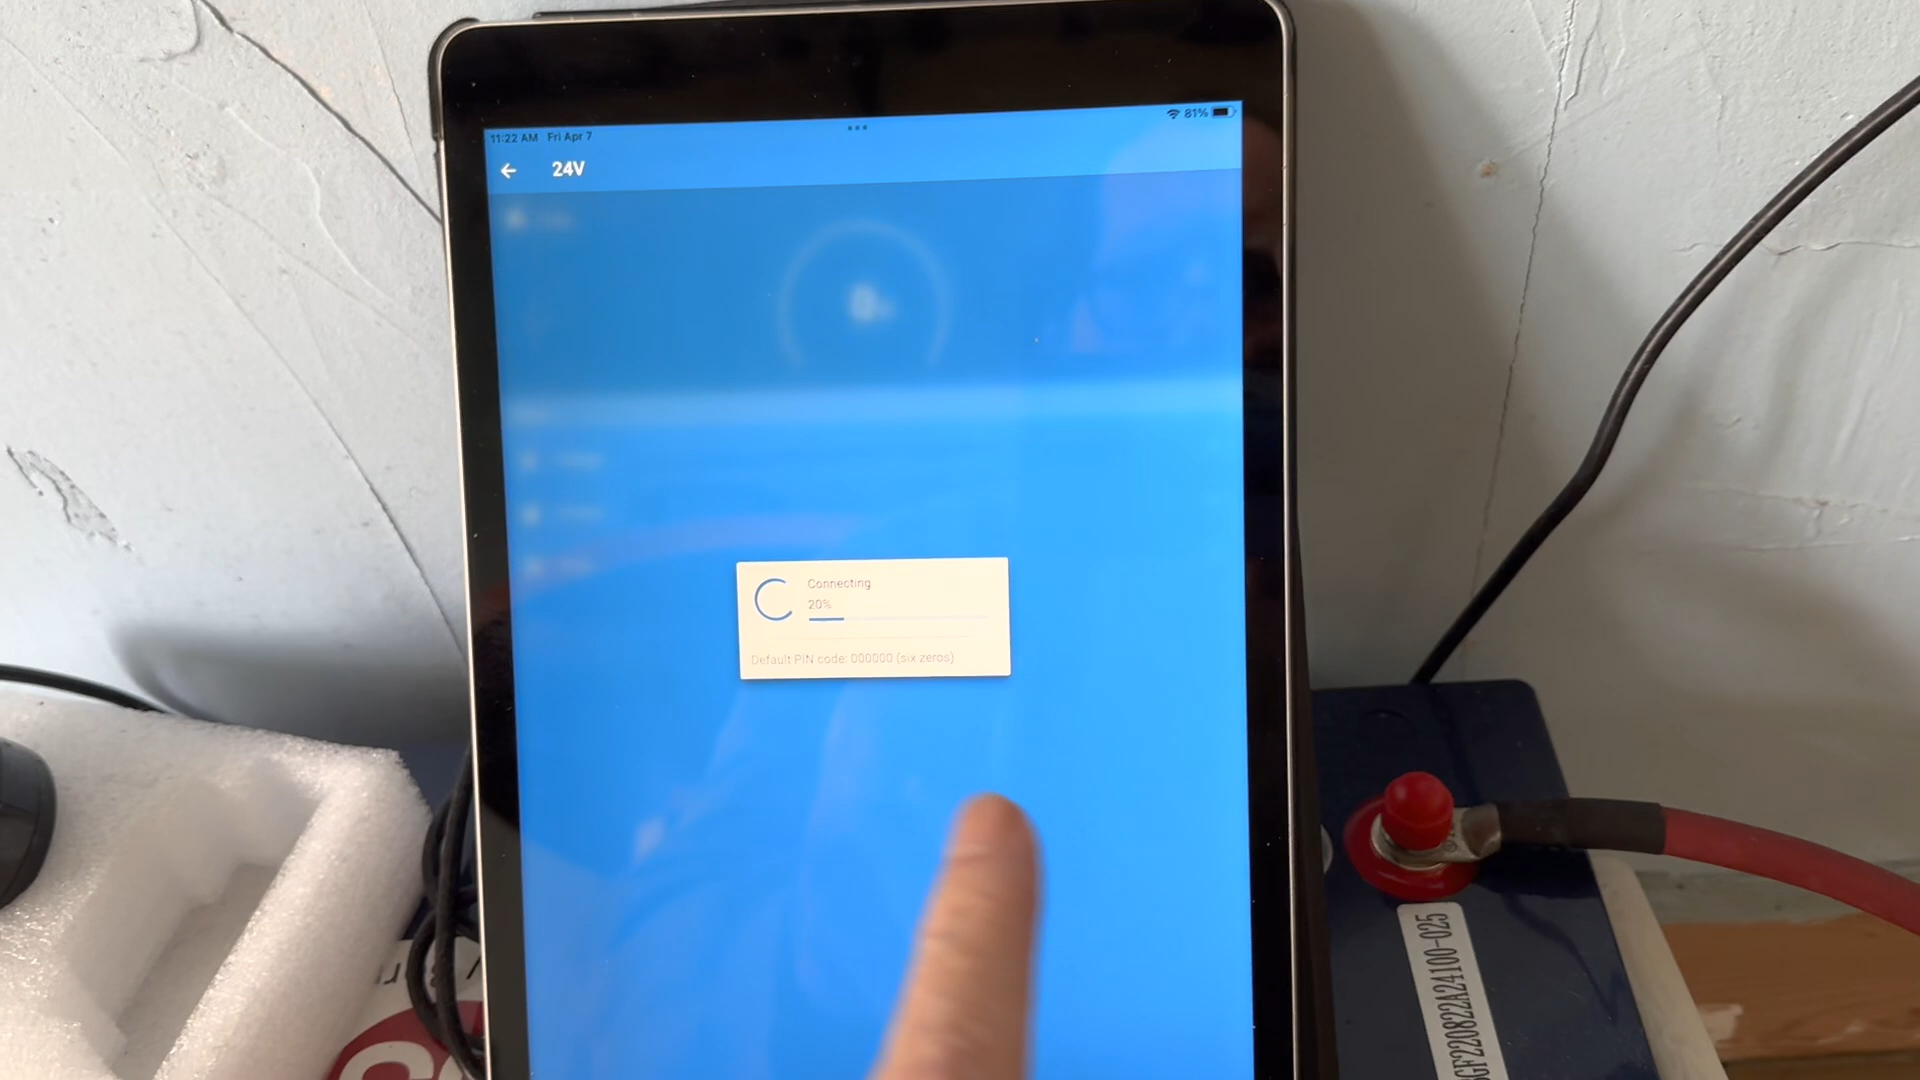 11:22 AM Fri Apr 7
81%
24V
Connecting
20%
Default PIN code: 000000 (six zeros)
GF220822A24100-025